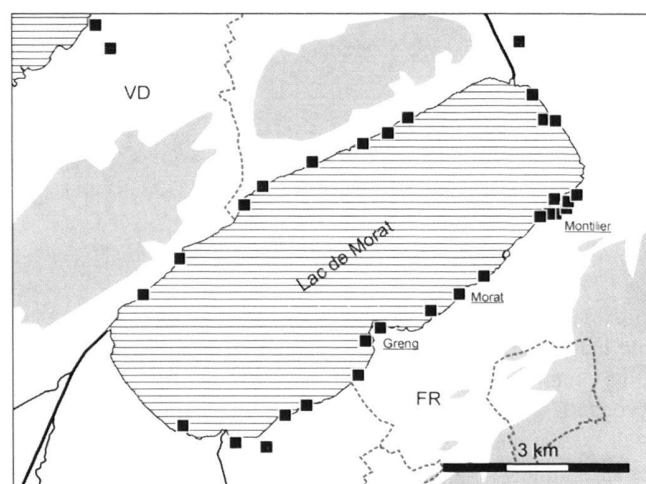 VD
Lac de Morat
Montilier
Morat
Greng
FR
3 km